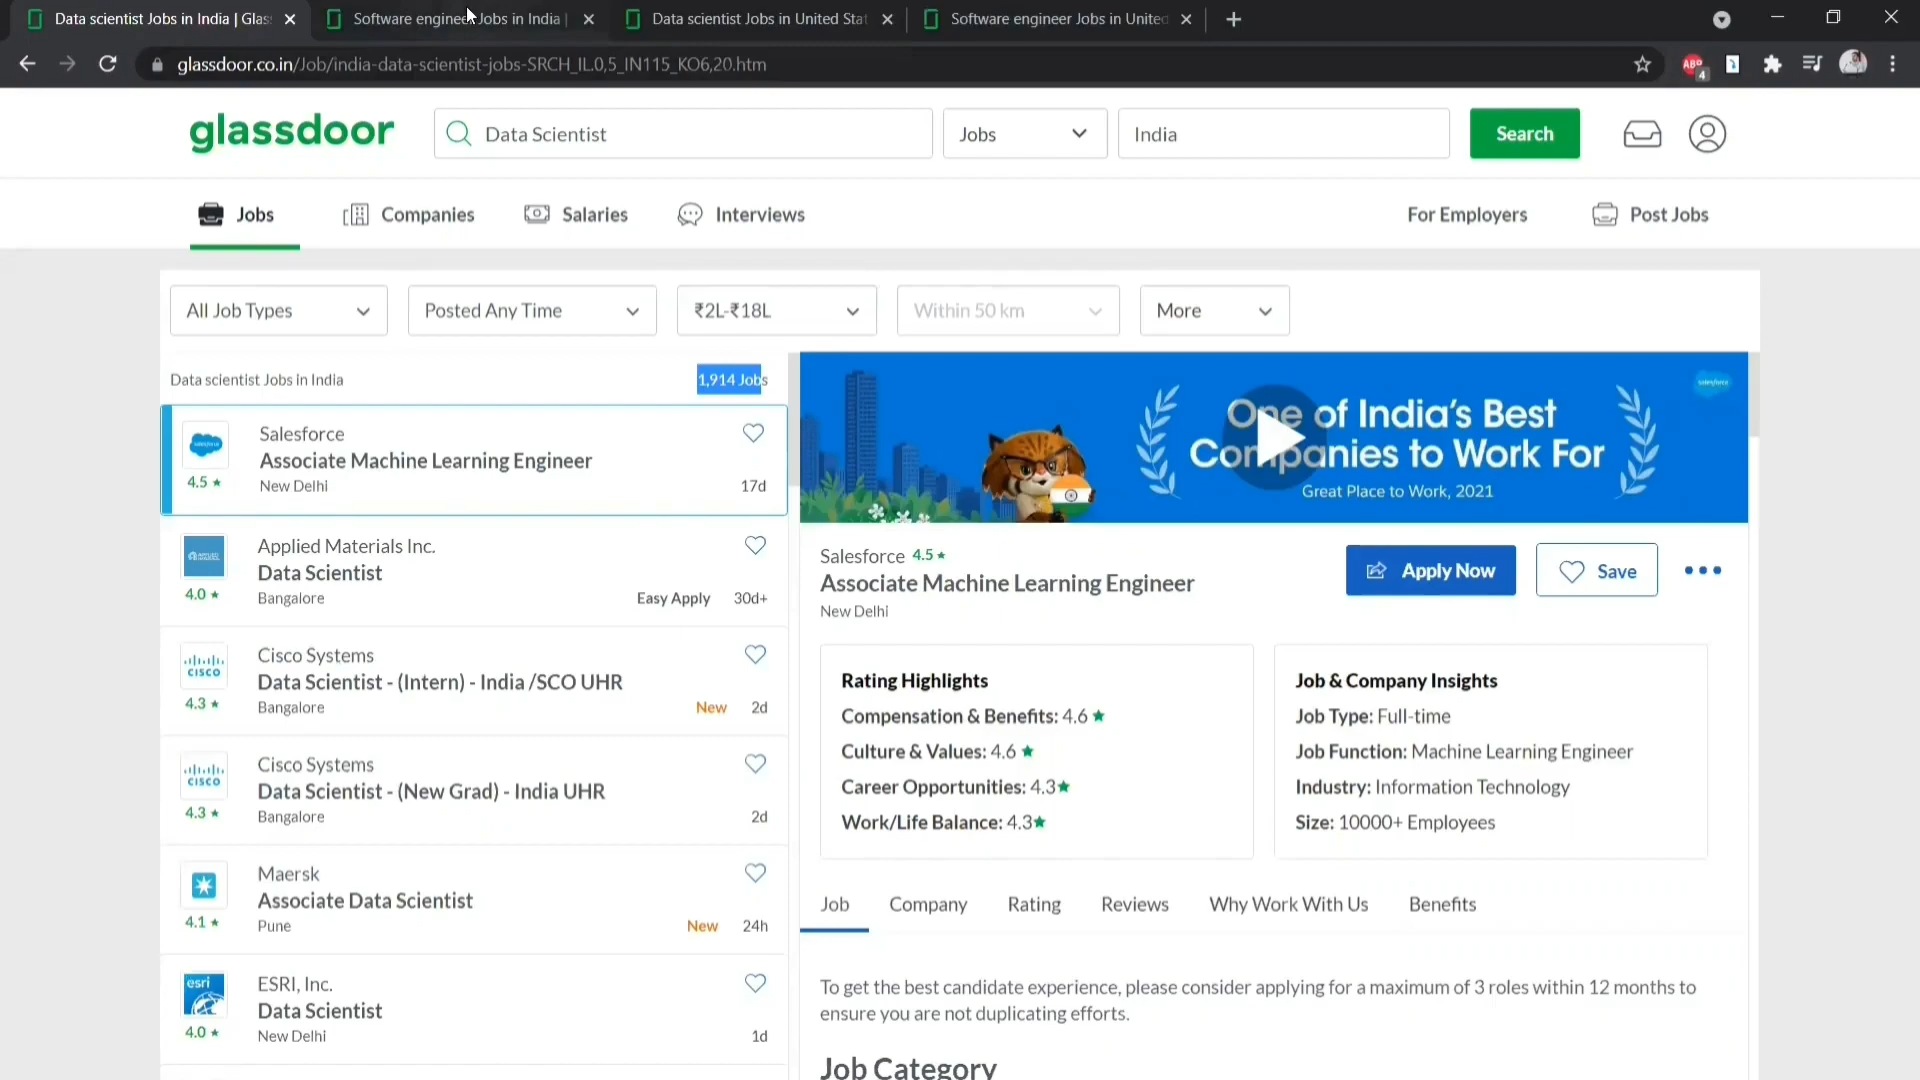 Data scientist Jobs in India | Glas
Software engineer Jobs in India |
Data scientist Jobs in United Stat
Software engineer Jobs in United
glassdoor.co.in/Job/india-data-scientist-jobs-SRCH_IL.0,5_IN115_KO6,20.htm
ABP
4
glassdoor
Data Scientist
Jobs
India
Search
Jobs
Companies
Salaries
Interviews
For Employers
Post Jobs
All Job Types
Posted Any Time
₹2L-₹18L
Within 50 km
More
Data scientist Jobs in India
1,914 Jobs
salesforce
Salesforce
Associate Machine Learning Engineer
4.5 ★
New Delhi
17d
APPLIED MATERIALS
Applied Materials Inc.
Data Scientist
4.0 ★
Bangalore
Easy Apply
30d+
CISCO
Cisco Systems
Data Scientist - (Intern) - India /SCO UHR
4.3 ★
Bangalore
New
2d
CISCO
Cisco Systems
Data Scientist - (New Grad) - India UHR
4.3 ★
Bangalore
2d
Maersk
Associate Data Scientist
4.1 ★
Pune
New
24h
esri
ESRI, Inc.
Data Scientist
4.0 ★
New Delhi
1d
salesforce
One of India's Best
Companies to Work For
Great Place to Work, 2021
Salesforce 4.5 ★
Associate Machine Learning Engineer
New Delhi
Apply Now
Save
Rating Highlights
Compensation & Benefits: 4.6 ★
Culture & Values: 4.6 ★
Career Opportunities: 4.3 ★
Work/Life Balance: 4.3 ★
Job & Company Insights
Job Type: Full-time
Job Function: Machine Learning Engineer
Industry: Information Technology
Size: 10000+ Employees
Job
Company
Rating
Reviews
Why Work With Us
Benefits
To get the best candidate experience, please consider applying for a maximum of 3 roles within 12 months to
ensure you are not duplicating efforts.
Job Category